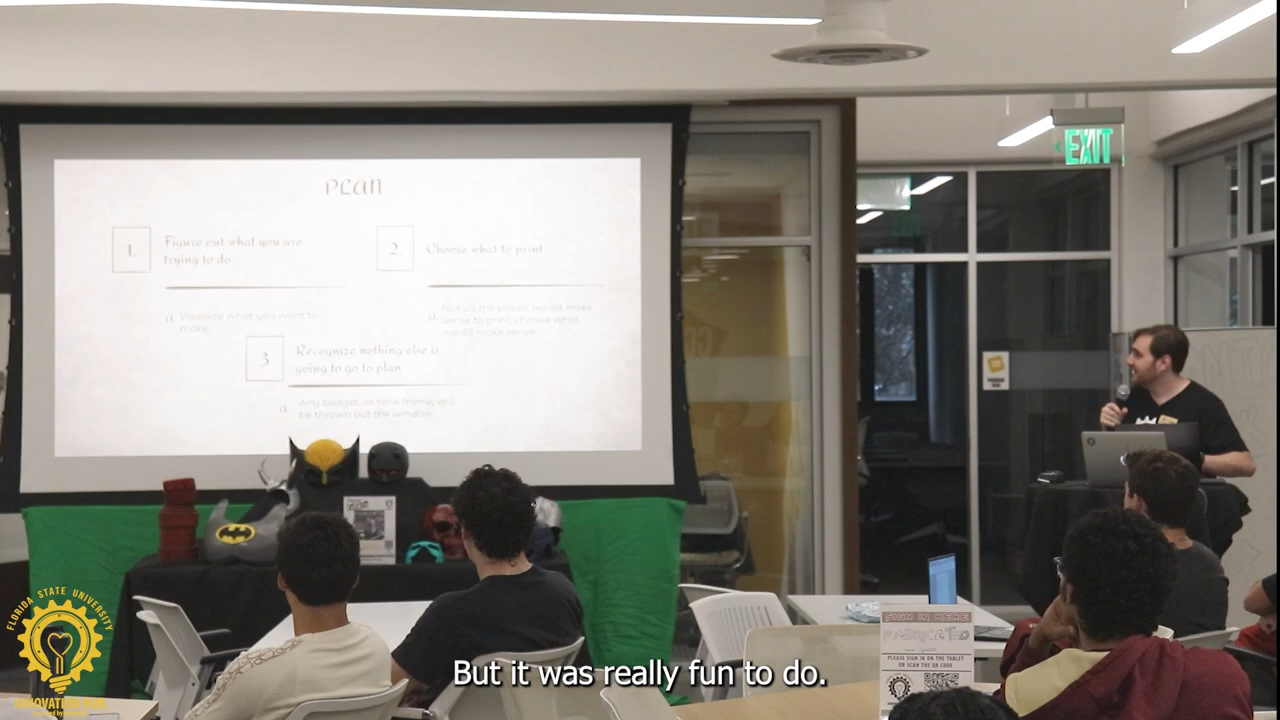 EXIT
PLAN
1.
Figure out what you are
trying to do
a. Visualize what you want to
make.
2.
Choose what to print
a. Not all the pieces would make
sense to print, choose what
would make sense.
3
Recognize nothing else is
going to go to plan
a. Any budget, or time frame, will
be thrown out the window.
SIGN IN HERE
FABRICATED
PLEASE SIGN IN ON THE TABLET
OR SCAN THE QR CODE
FLORIDA STATE UNIVERSITY
INNOVATION HUB
But it was really fun to do.